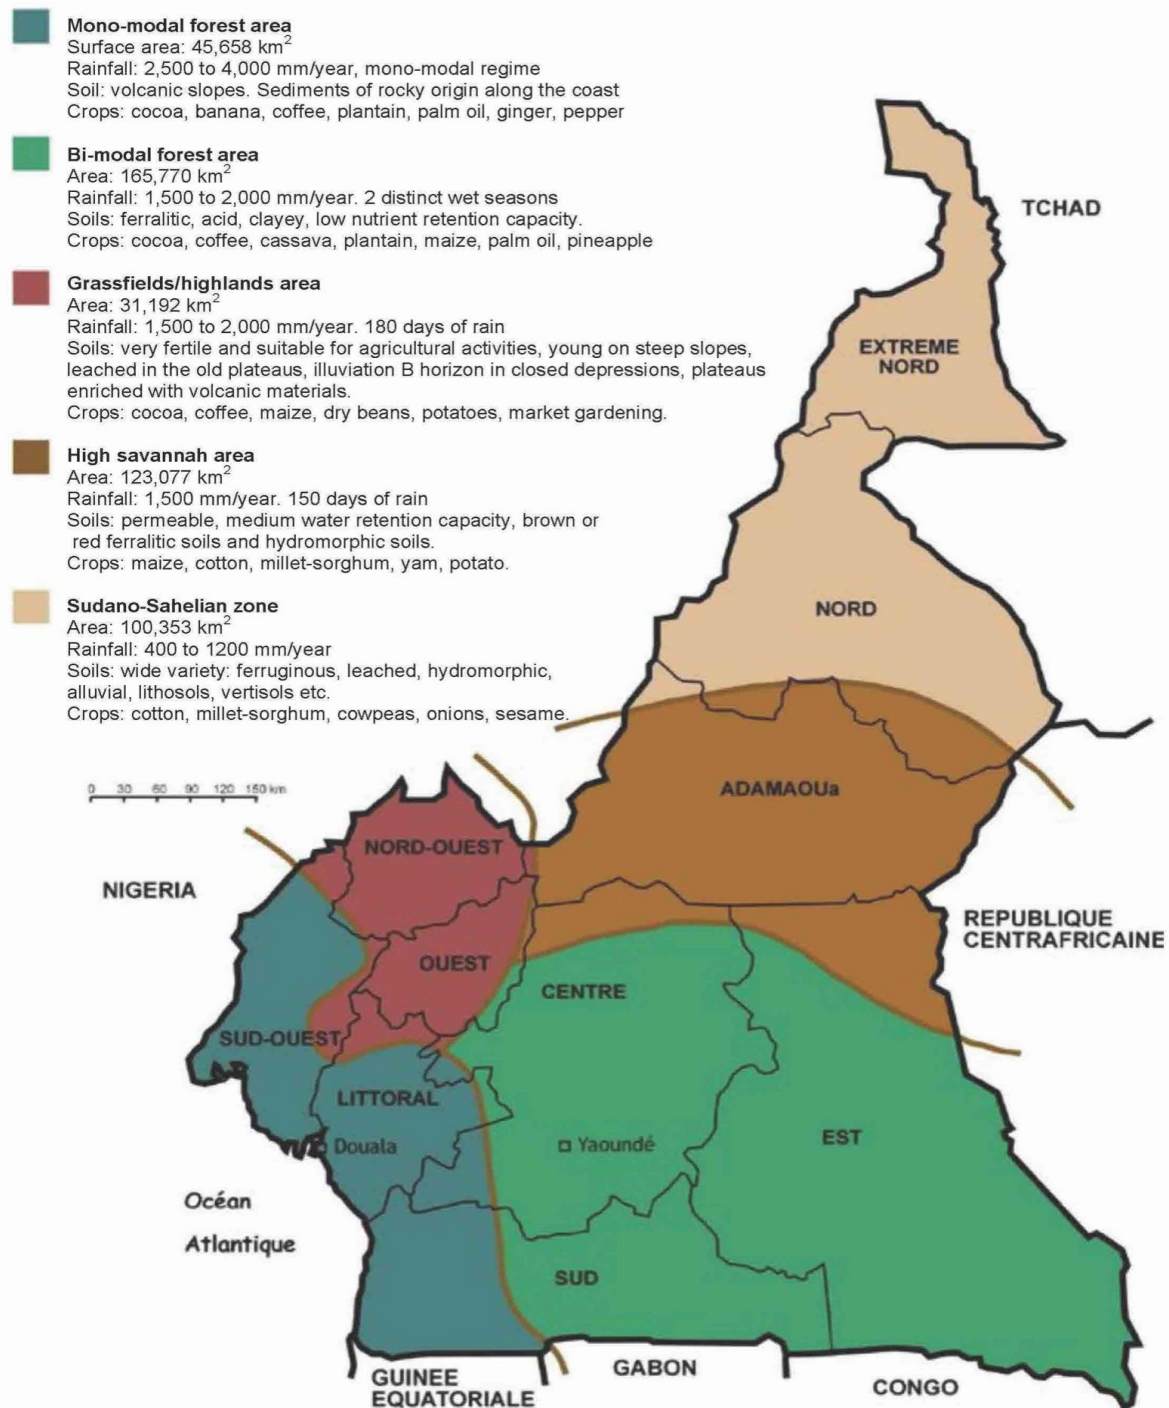 Mono-modal forest area
Surface area: 45,658 km²
Rainfall: 2,500 to 4,000 mm/year, mono-modal regime
Soil: volcanic slopes. Sediments of rocky origin along the coast
Crops: cocoa, banana, coffee, plantain, palm oil, ginger, pepper
Bi-modal forest area
Area: 165,770 km²
Rainfall: 1,500 to 2,000 mm/year. 2 distinct wet seasons
Soils: ferralitic, acid, clayey, low nutrient retention capacity.
Crops: cocoa, coffee, cassava, plantain, maize, palm oil, pineapple
Grassfields/highlands area
Area: 31,192 km²
Rainfall: 1,500 to 2,000 mm/year. 180 days of rain
Soils: very fertile and suitable for agricultural activities, young on steep slopes,
leached in the old plateaus, illuviation B horizon in closed depressions, plateaus
enriched with volcanic materials.
Crops: cocoa, coffee, maize, dry beans, potatoes, market gardening.
High savannah area
Area: 123,077 km²
Rainfall: 1,500 mm/year. 150 days of rain
Soils: permeable, medium water retention capacity, brown or
red ferralitic soils and hydromorphic soils.
Crops: maize, cotton, millet-sorghum, yam, potato.
Sudano-Sahelian zone
Area: 100,353 km²
Rainfall: 400 to 1200 mm/year
Soils: wide variety: ferruginous, leached, hydromorphic,
alluvial, lithosols, vertisols etc.
Crops: cotton, millet-sorghum, cowpeas, onions, sesame.
TCHAD
EXTREME
NORD
NORD
0 30 60 90 120 150 km
ADAMAOUa
NORD-OUEST
NIGERIA
REPUBLIQUE
CENTRAFRICAINE
OUEST
CENTRE
SUD-OUEST
LITTORAL
Douala
Yaoundé
EST
Océan
Atlantique
SUD
GUINEE
EQUATORIALE
GABON
CONGO